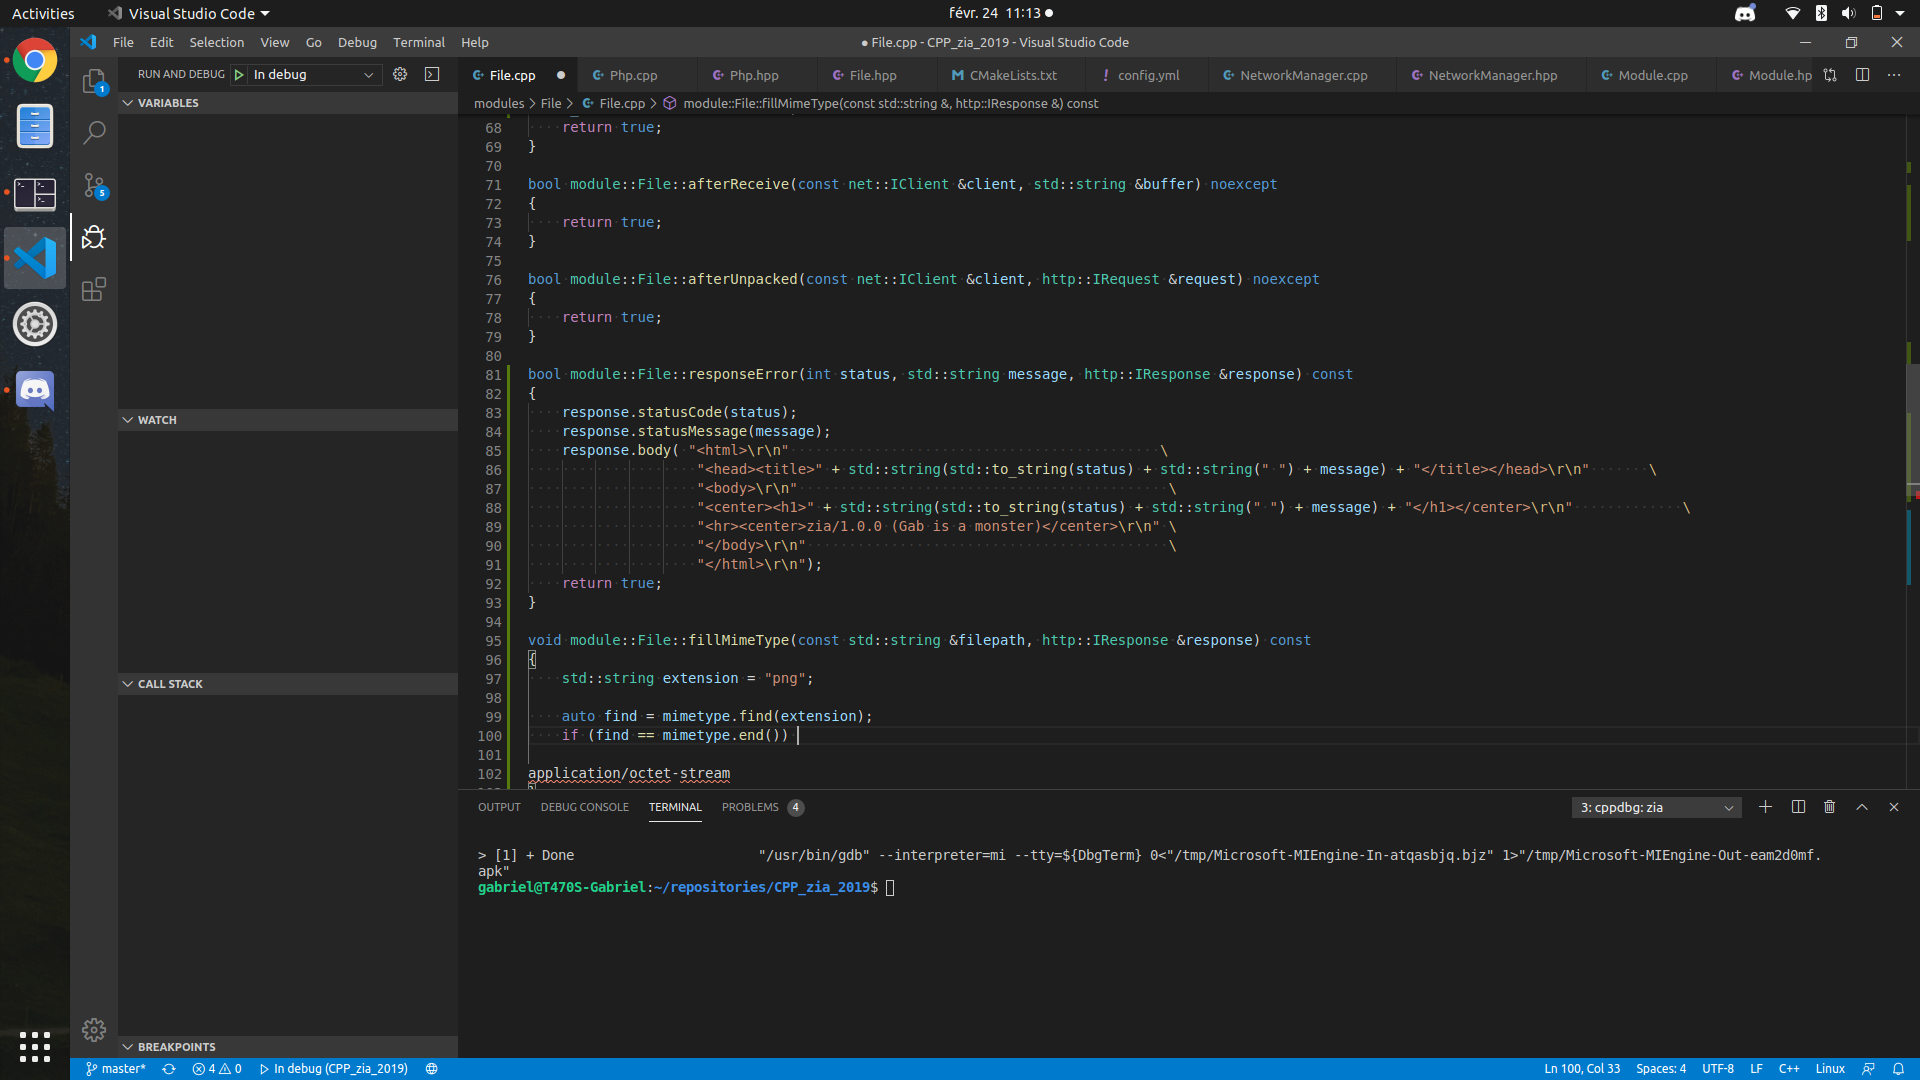 Activities
Visual Studio Code
févr. 24 11:13
File Edit Selection View Go Debug Terminal Help
● File.cpp - CPP_zia_2019 - Visual Studio Code
RUN AND DEBUG In debug
File.cpp Php.cpp Php.hpp File.hpp CMakeLists.txt config.yml NetworkManager.cpp NetworkManager.hpp Module.cpp Module.hp
1
5
VARIABLES
WATCH
CALL STACK
BREAKPOINTS
modules > File > File.cpp > module::File::fillMimeType(const std::string &, http::IResponse &) const
68 return true;
69 }
70
71 bool module::File::afterReceive(const net::IClient &client, std::string &buffer) noexcept
72 {
73 return true;
74 }
75
76 bool module::File::afterUnpacked(const net::IClient &client, http::IRequest &request) noexcept
77 {
78 return true;
79 }
80
81 bool module::File::responseError(int status, std::string message, http::IResponse &response) const
82 {
83 response.statusCode(status);
84 response.statusMessage(message);
85 response.body( "<html>\r\n" \
86 "<head><title>" + std::string(std::to_string(status) + std::string(" ") + message) + "</title></head>\r\n" \
87 "<body>\r\n" \
88 "<center><h1>" + std::string(std::to_string(status) + std::string(" ") + message) + "</h1></center>\r\n" \
89 "<hr><center>zia/1.0.0 (Gab is a monster)</center>\r\n" \
90 "</body>\r\n" \
91 "</html>\r\n");
92 return true;
93 }
94
95 void module::File::fillMimeType(const std::string &filepath, http::IResponse &response) const
96 {
97 std::string extension = "png";
98
99 auto find = mimetype.find(extension);
100 if (find == mimetype.end())
101
102 application/octet-stream
OUTPUT DEBUG CONSOLE TERMINAL PROBLEMS 4
3: cppdbg: zia
> [1] + Done "/usr/bin/gdb" --interpreter=mi --tty=${DbgTerm} 0<"/tmp/Microsoft-MIEngine-In-atqasbjq.bjz" 1>"/tmp/Microsoft-MIEngine-Out-eam2d0mf.
apk"
gabriel@T470S-Gabriel:~/repositories/CPP_zia_2019$
master* 4 0 In debug (CPP_zia_2019)
Ln 100, Col 33 Spaces: 4 UTF-8 LF C++ Linux